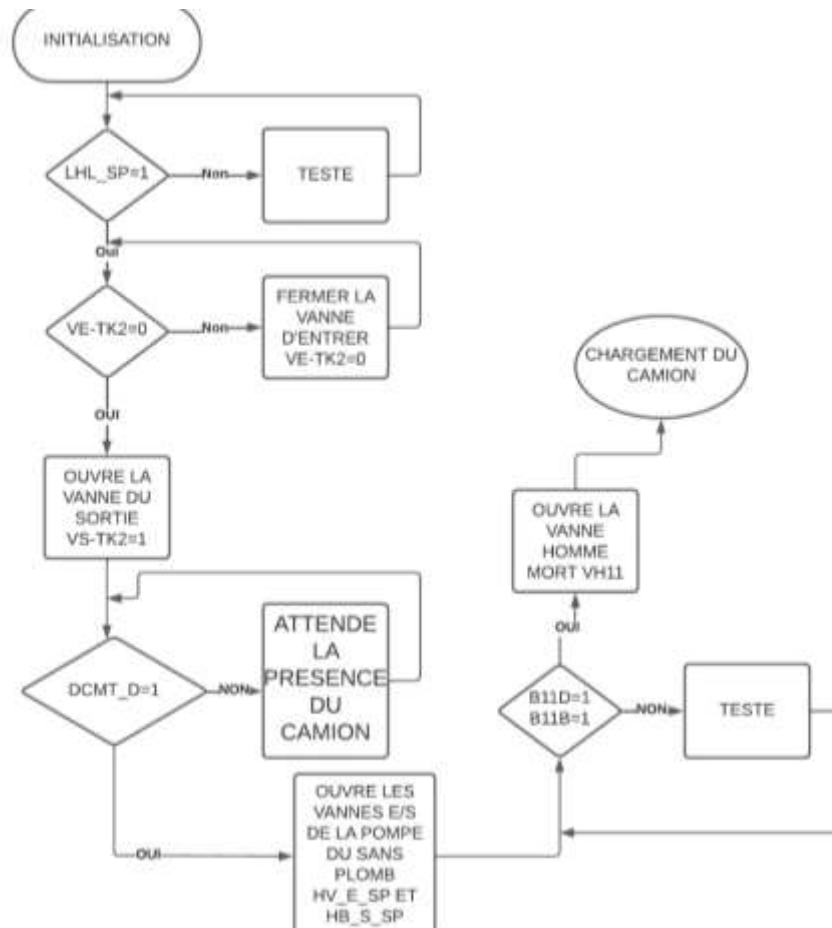 INITIALISATION
LHL_SP=1
Non
TESTE
OUI
VE-TK2=0
Non
FERMER LA
VANNE
D'ENTRER
VE-TK2=0
OUI
OUVRE LA
VANNE DU
SORTIE
VS-TK2=1
DCMT_D=1
NON
ATTENDE
LA
PRESENCE
DU
CAMION
OUI
OUVRE LES
VANNES E/S
DE LA POMPE
DU SANS
PLOMB
HV_E_SP ET
HB_S_SP
B11D=1
B11B=1
NON
TESTE
OUI
OUVRE LA
VANNE
HOMME
MORT VH11
CHARGEMENT DU
CAMION